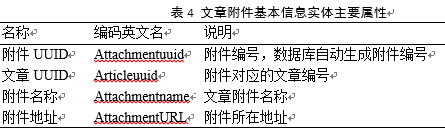 表 4 文章附件基本信息实体主要属性
名称 编码英文名 说明
附件 UUID Attachmentuuid 附件编号，数据库自动生成附件编号
文章 UUID Articleuuid 附件对应的文章编号
附件名称 Attachmentname 文章附件名称
附件地址 AttachmentURL 附件所在地址